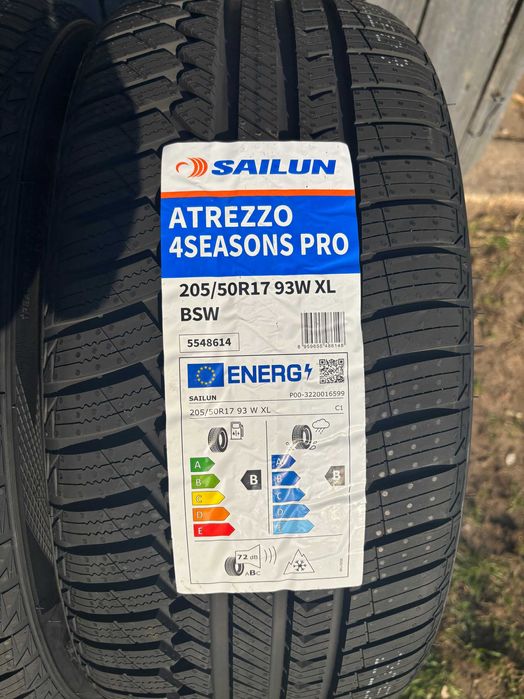 SAILUN
ATREZZO
4SEASONS PRO
205/50R17 93W XL
BSW
5548614
ENERG
SAILUN
P00-3220016599
205/50R17 93 W XL
C1
A
B
C
D
E
B
A
B
C
D
E
B
72 dB
ABC